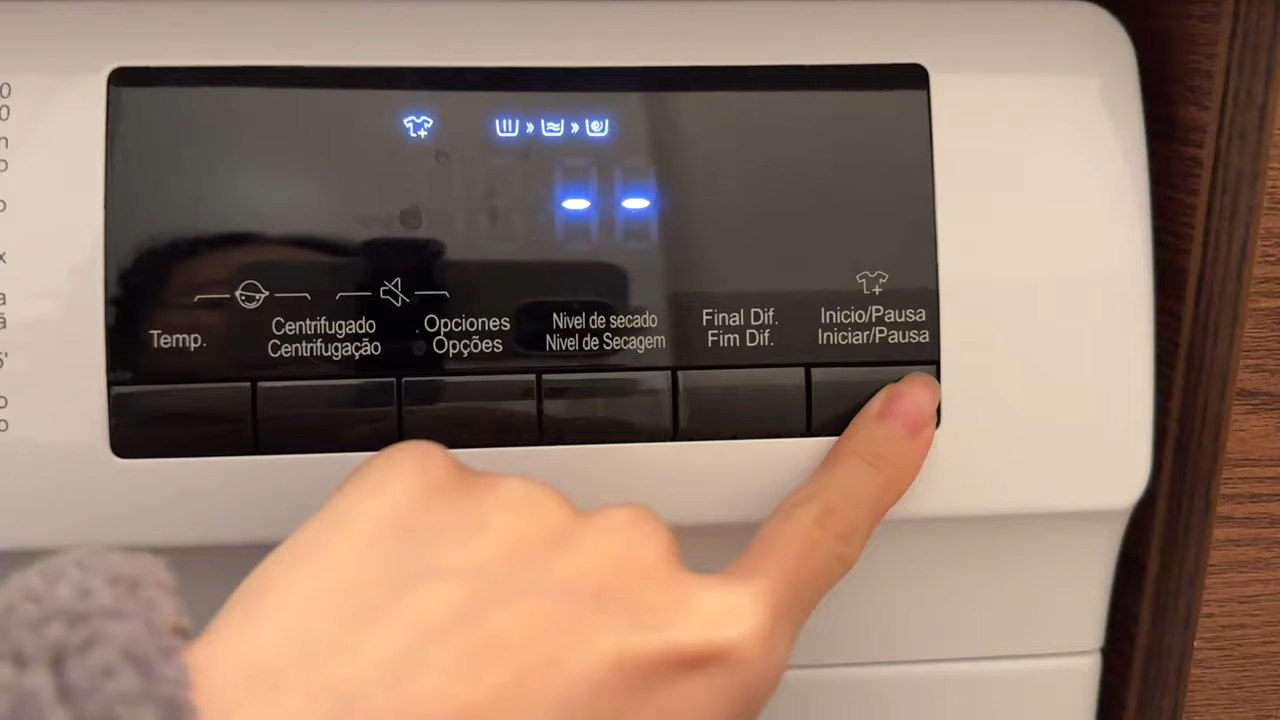 Temp.
Centrifugado
Centrifugação
Opciones
Opções
Nivel de secado
Nivel de Secagem
Final Dif.
Fim Dif.
Inicio/Pausa
Iniciar/Pausa